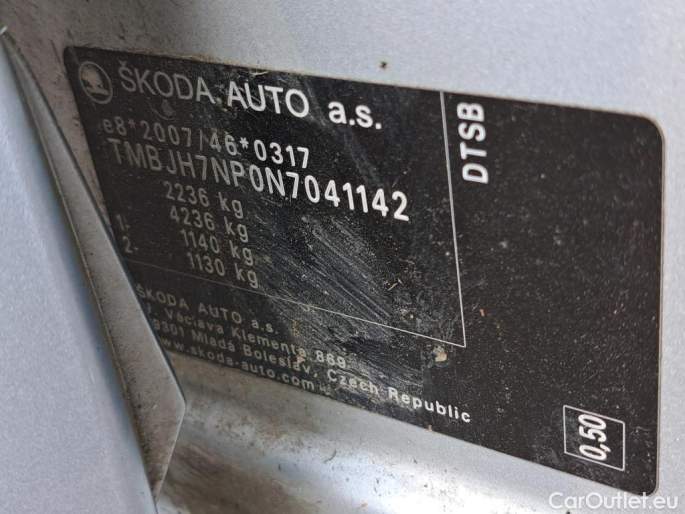 ŠKODA AUTO a.s.
e8*2007/46*0317
TMBJH7NP0N7041142
2236 kg
1- 4236 kg
2- 1140 kg
1130 kg
DTSB
ŠKODA AUTO a.s.
Václava Klementa 869
29301 Mladá Boleslav, Czech Republic
www.skoda-auto.com
0,50
CarOutlet.eu